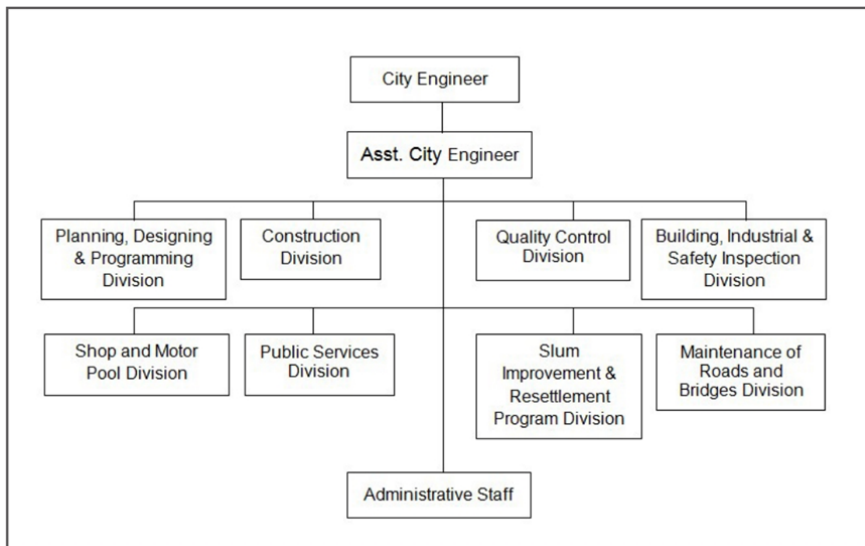 City Engineer
Asst. City Engineer
Planning, Designing
& Programming
Division
Construction
Division
Quality Control
Division
Building, Industrial &
Safety Inspection
Division
Shop and Motor
Pool Division
Public Services
Division
Slum
Improvement &
Resettlement
Program Division
Maintenance of
Roads and
Bridges Division
Administrative Staff